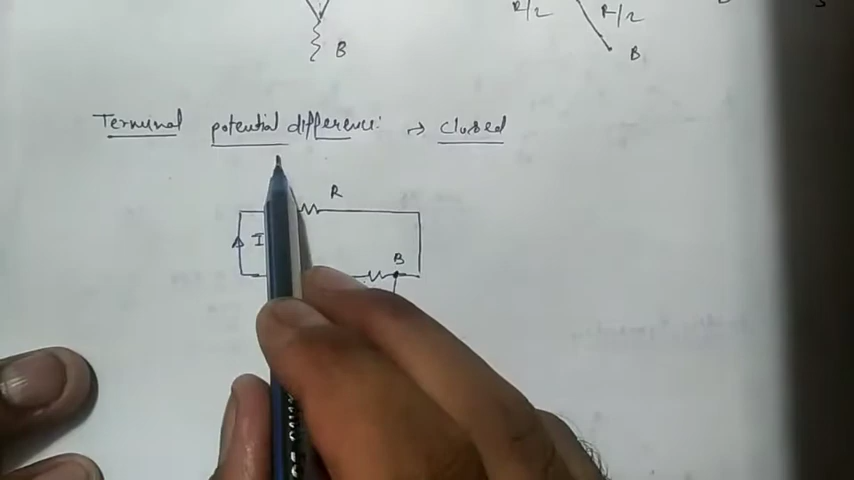 R/2 R/2
B B
Terminal potential difference: → closed
R
I
B